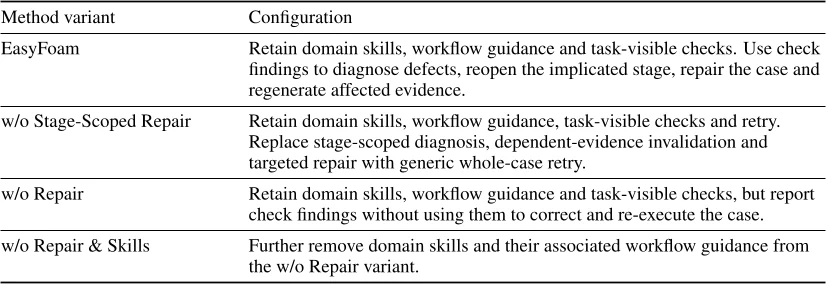 Method variant Configuration
EasyFoam Retain domain skills, workflow guidance and task-visible checks. Use check
findings to diagnose defects, reopen the implicated stage, repair the case and
regenerate affected evidence.
w/o Stage-Scoped Repair Retain domain skills, workflow guidance, task-visible checks and retry.
Replace stage-scoped diagnosis, dependent-evidence invalidation and
targeted repair with generic whole-case retry.
w/o Repair Retain domain skills, workflow guidance and task-visible checks, but report
check findings without using them to correct and re-execute the case.
w/o Repair & Skills Further remove domain skills and their associated workflow guidance from
the w/o Repair variant.